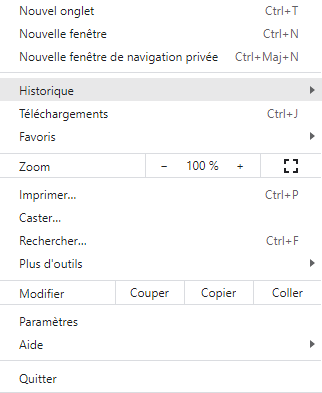 Nouvel onglet Ctrl+T
Nouvelle fenêtre Ctrl+N
Nouvelle fenêtre de navigation privée Ctrl+Maj+N
Historique
Téléchargements Ctrl+J
Favoris
Zoom − 100 % +
Imprimer... Ctrl+P
Caster...
Rechercher... Ctrl+F
Plus d'outils
Modifier Couper Copier Coller
Paramètres
Aide
Quitter